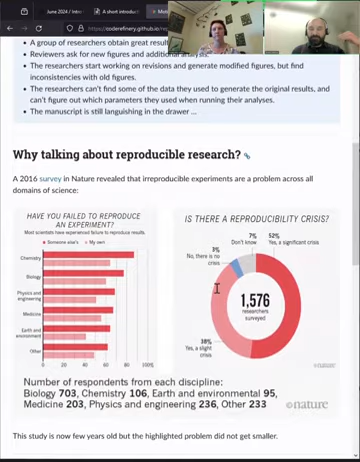 June 2024 / Intro
A short introduct
https://coderefinery.github.io/re
• A group of researchers obtain great result
• Reviewers ask for new figures and additional analysis.
• The researchers start working on revisions and generate modified figures, but find
inconsistencies with old figures.
• The researchers can't find some of the data they used to generate the original results, and
can't figure out which parameters they used when running their analyses.
• The manuscript is still languishing in the drawer ...
Why talking about reproducible research?
A 2016 survey in Nature revealed that irreproducible experiments are a problem across all
domains of science:
HAVE YOU FAILED TO REPRODUCE
AN EXPERIMENT?
Most scientists have experienced failure to reproduce results.
Someone else's My own
Chemistry
Biology
Physics and
engineering
Medicine
Earth and
environment
Other
0 20 40 60 80 100%
IS THERE A REPRODUCIBILITY CRISIS?
7%
Don't know
52%
Yes, a significant crisis
3%
No, there is no
crisis
38%
Yes, a slight
crisis
1,576
researchers
surveyed
©nature
Number of respondents from each discipline:
Biology 703, Chemistry 106, Earth and environmental 95,
Medicine 203, Physics and engineering 236, Other 233
©nature
This study is now few years old but the highlighted problem did not get smaller.